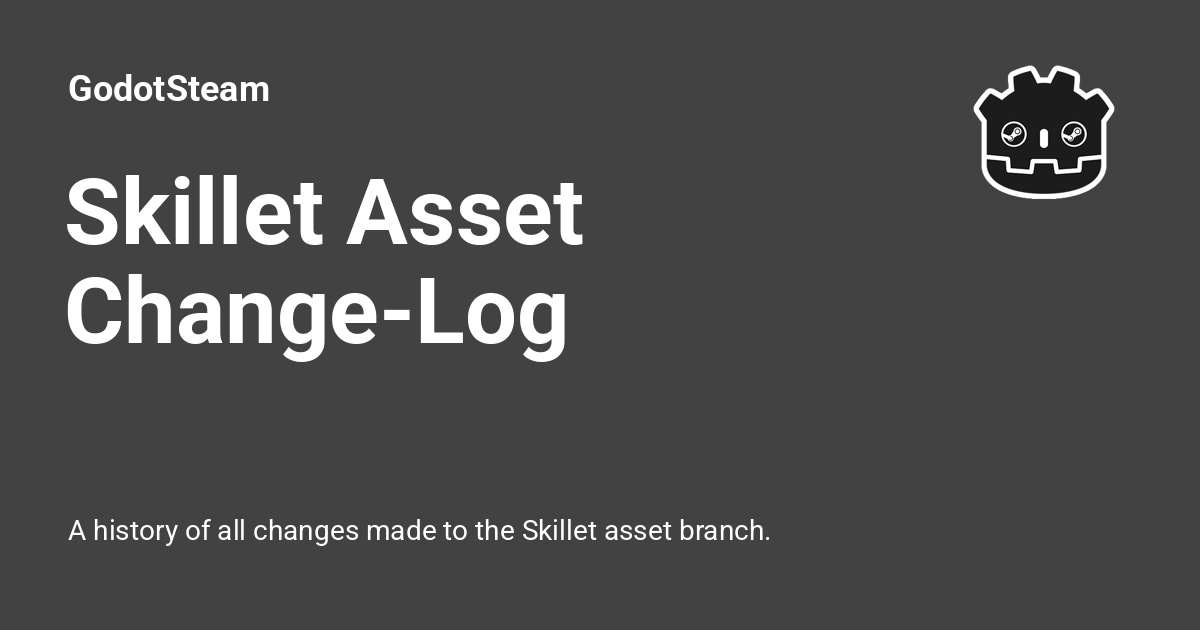 GodotSteam
Skillet Asset
Change-Log
A history of all changes made to the Skillet asset branch.